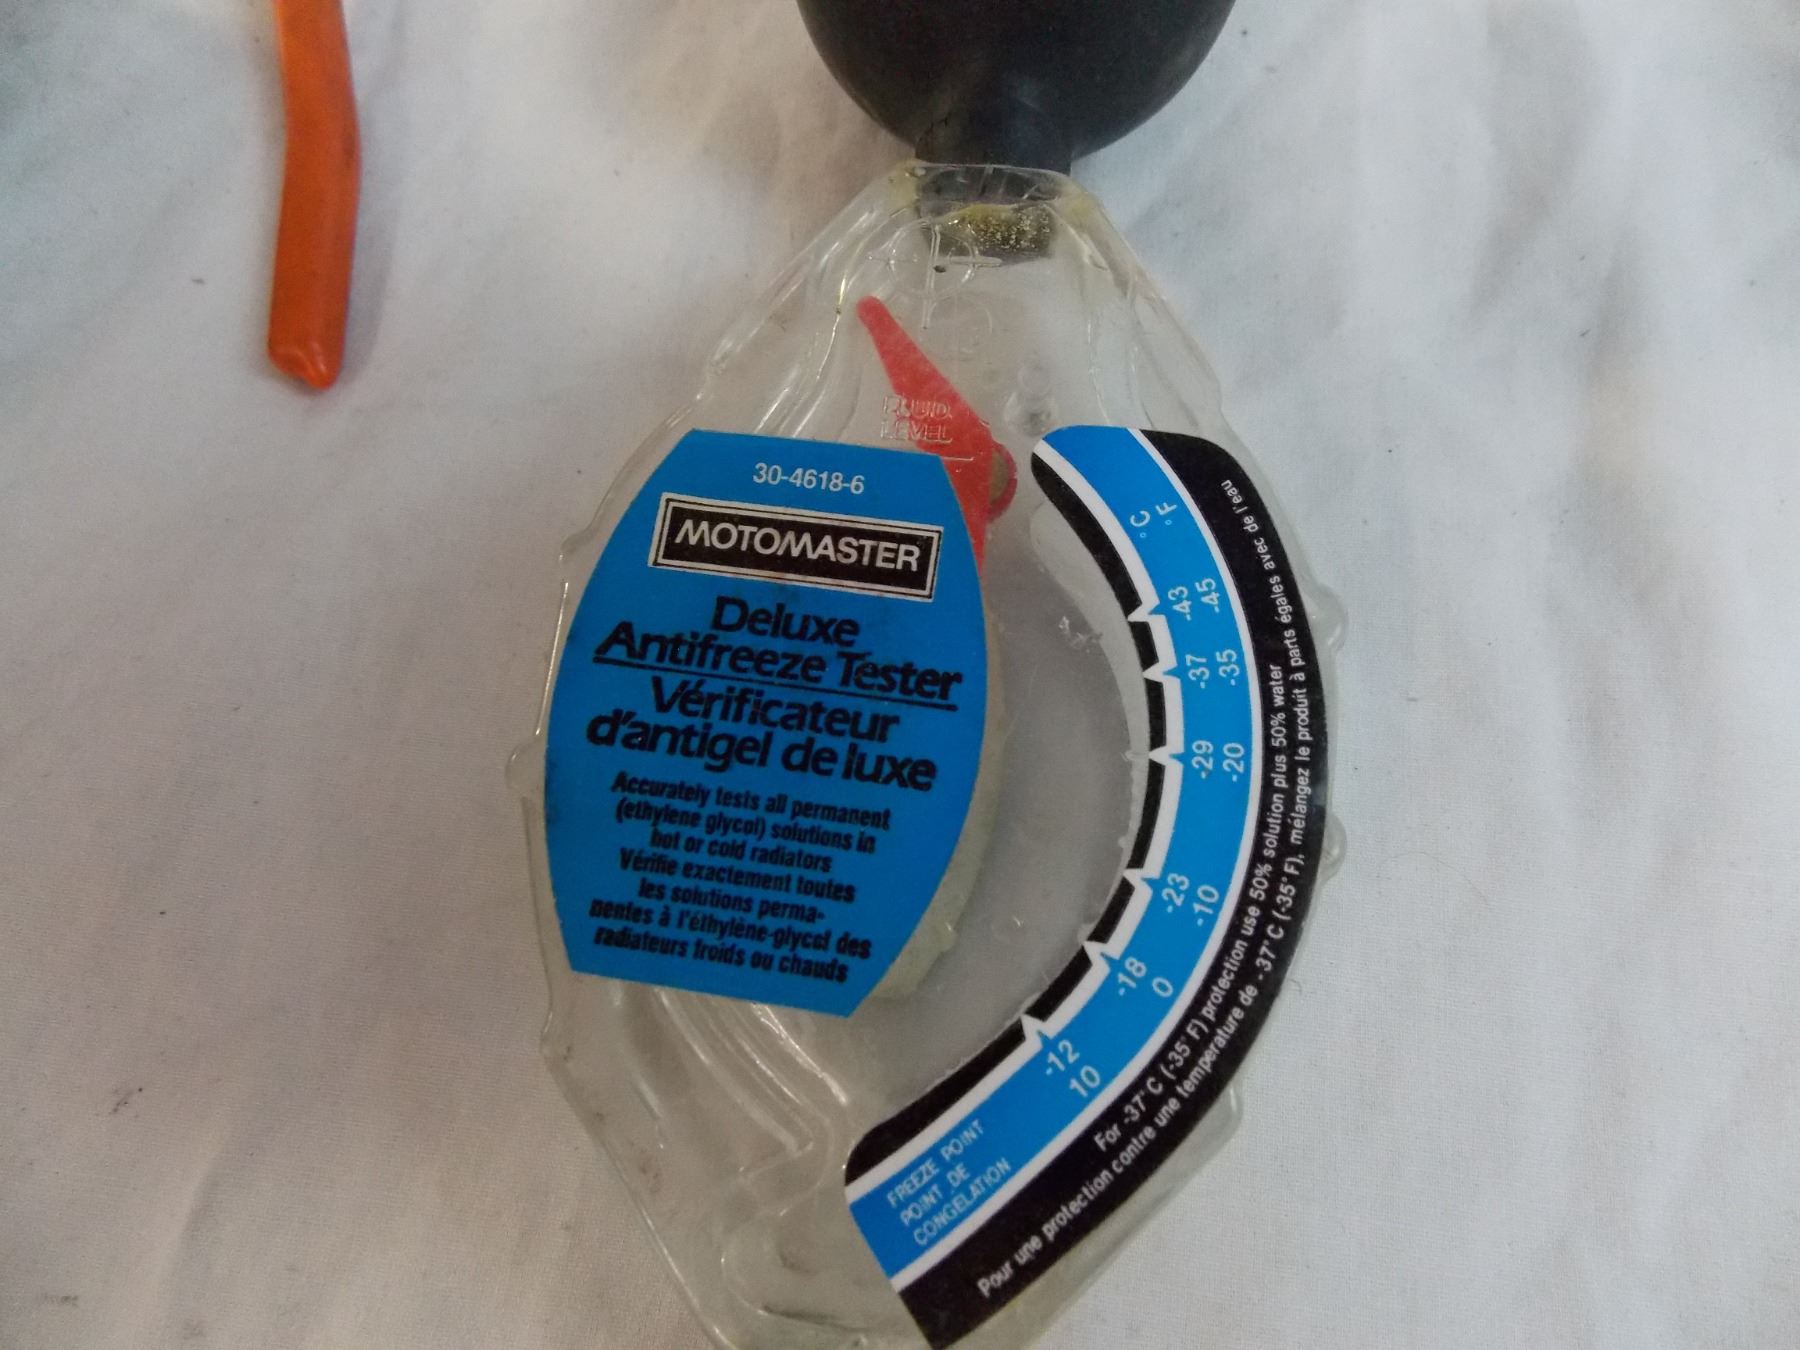 FLUID
LEVEL
30-4618-6
MOTOMASTER
Deluxe
Antifreeze Tester
Vérificateur
d'antigel de luxe
Accurately tests all permanent
(ethylene glycol) solutions in
hot or cold radiators
Vérifie exactement toutes
les solutions perma-
nentes à l'éthylène-glycol des
radiateurs froids ou chauds
°C
°F
-43
-45
-37
-35
-29
-20
-23
-10
-18
0
-12
10
FREEZE POINT
POINT DE
CONGELATION
For -37°C (-35°F) protection use 50% solution plus 50% water
Pour une protection contre une temperature de -37°C (-35°F), mélangez le produit à parts égales avec de l'eau